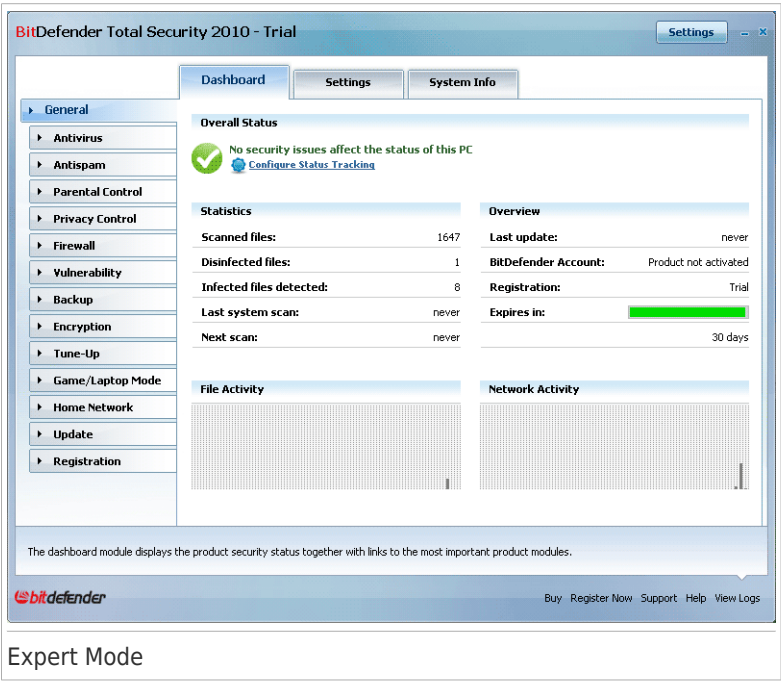 BitDefender Total Security 2010 - Trial
Settings
Dashboard
Settings
System Info
General
Antivirus
Antispam
Parental Control
Privacy Control
Firewall
Vulnerability
Backup
Encryption
Tune-Up
Game/Laptop Mode
Home Network
Update
Registration
Overall Status
No security issues affect the status of this PC
Configure Status Tracking
Statistics
Scanned files: 1647
Disinfected files: 1
Infected files detected: 8
Last system scan: never
Next scan: never
Overview
Last update: never
BitDefender Account: Product not activated
Registration: Trial
Expires in:
30 days
File Activity
Network Activity
The dashboard module displays the product security status together with links to the most important product modules.
bitdefender
Buy Register Now Support Help View Logs
Expert Mode